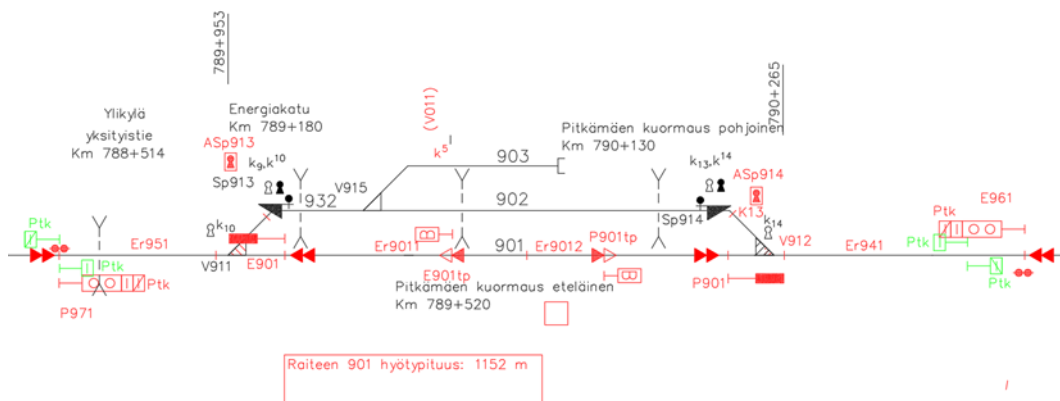 789+953
790+265
Ylikylä
yksityistie
Km 788+514
Energiakatu
Km 789+180
(V011)
Pitkämäen kuormaus pohjoinen
Km 790+130
ASp913
k9,k10
Sp913
k5
903
k13,k14
ASp914
V915
932
902
Sp914
K13
E961
Ptk
k10
k14
Ptk
Er951
Er9011
901
Er9012
P901tp
V912
Er941
Ptk
V911
E901
E901tp
P901
Ptk
Ptk
P971
Pitkämäen kuormaus eteläinen
Km 789+520
Raiteen 901 hyötypituus: 1152 m